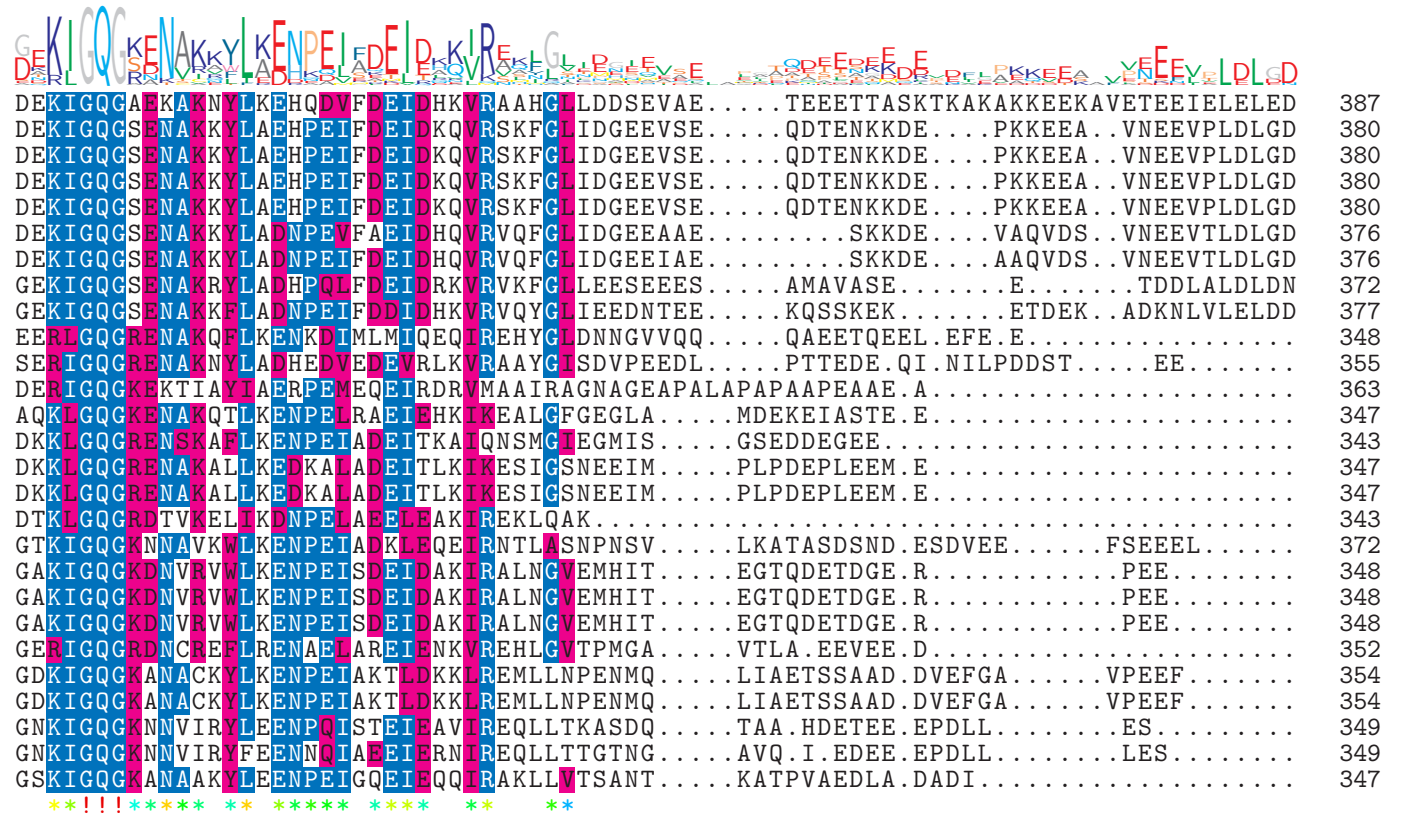 DEKIGQGAEKAKNYLKEHQDVFDEIDHKVRAAHGLLDDSEVAE.....TEEETTASKTKAKAKKEEKAVETEEIELELED 387
DEKIGQGSENAKKYLAEHPEIFDEIDKQVRSKFGLIDGEEVSE.....QDTENKKDE....PKKEEA..VNEEVPLDLGD 380
DEKIGQGSENAKKYLAEHPEIFDEIDKQVRSKFGLIDGEEVSE.....QDTENKKDE....PKKEEA..VNEEVPLDLGD 380
DEKIGQGSENAKKYLAEHPEIFDEIDKQVRSKFGLIDGEEVSE.....QDTENKKDE....PKKEEA..VNEEVPLDLGD 380
DEKIGQGSENAKKYLAEHPEIFDEIDKQVRSKFGLIDGEEVSE.....QDTENKKDE....PKKEEA..VNEEVPLDLGD 380
DEKIGQGSENAKKYLADNPEVFAEIDHQVRVQFGLIDGEEAAE.........SKKDE....VAQVDS..VNEEVTLDLGD 376
DEKIGQGSENAKKYLADNPEIFDEIDHQVRVQFGLIDGEEIAE.........SKKDE....AAQVDS..VNEEVTLDLGD 376
GEKIGQGSENAKRYLADHPQLFDEIDRKVRVKFGLLEESEEES.....AMAVASE.......E.......TDDLALDLDN 372
GEKIGQGSENAKKFLADNPEIFDDIDHKVRVQYGLIEEDNTEE.....KQSSKEK.......ETDEK..ADKNLVLELDD 377
EERLGQGRENAKQFLKENKDIMLMIQEQIREHYGLDNNGVVQQ.....QAEETQEEL.EFE.E................. 348
SERIGQGRENAKNYLADHEDVEDEVRLKVRAAYGISDVPEEDL.....PTTEDE.QI.NILPDDST.....EE....... 355
DERIGQGKEKTIAYIAERPEMEQEIRDRVMAAIRAGNAGEAPALAPAPAAPEAAE.A....................... 363
AQKLGQGKENAKQTLKENPELRAEIEHKIKEALGFGEGLA.....MDEKEIASTE.E....................... 347
DKKLGQGRENSKAFLKENPEIADEITKAIQNSMGIEGMIS.....GSEDDEGEE.......................... 343
DKKLGQGRENAKALLKEDKALADEITLKIKESIGSNEEIM.....PLPDEPLEEM.E....................... 347
DKKLGQGRENAKALLKEDKALADEITLKIKESIGSNEEIM.....PLPDEPLEEM.E....................... 347
DTKLGQGRDTVKELIKDNPELAEELEAKIREKLQAK............................................ 343
GTKIGQGKNNAVKWLKENPEIADKLEQEIRNTLASNPNSV.....LKATASDSND.ESDVEE......FSEEEL...... 372
GAKIGQGKDNVRVWLKENPEISDEIDAKIRALNGVEMHIT.....EGTQDETDGE.R............PEE........ 348
GAKIGQGKDNVRVWLKENPEISDEIDAKIRALNGVEMHIT.....EGTQDETDGE.R............PEE........ 348
GAKIGQGKDNVRVWLKENPEISDEIDAKIRALNGVEMHIT.....EGTQDETDGE.R............PEE........ 348
GERIGQGRDNCREFLRENAELAREIENKVREHLGVTPMGA.....VTLA.EEVEE.D....................... 352
GDKIGQGKANACKYLKENPEIAKTLDKKLREMLLNPENMQ.....LIAETSSAAD.DVEFGA......VPEEF....... 354
GDKIGQGKANACKYLKENPEIAKTLDKKLREMLLNPENMQ.....LIAETSSAAD.DVEFGA......VPEEF....... 354
GNKIGQGKNNVIRYLEENPQISTEIEAVIREQLLTKASDQ.....TAA.HDETEE.EPDLL........ES......... 349
GNKIGQGKNNVIRYFEENNQIAEEIERNIREQLLTTGTNG.....AVQ.I.EDEE.EPDLL........LES........ 349
GSKIGQGKANAAKYLEENPEIGQEIEQQIRAKLLVTSANT.....KATPVAEDLA.DADI.................... 347
**!!!***** ** ***** **** ** **